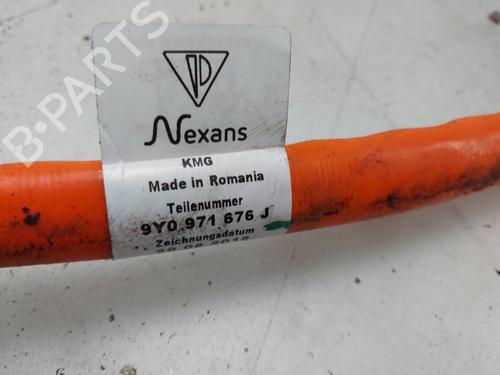 B-PARTS
Nexans
KMG
Made in Romania
Teilenummer
9Y0 971 676 J
Zeichnungsdatum